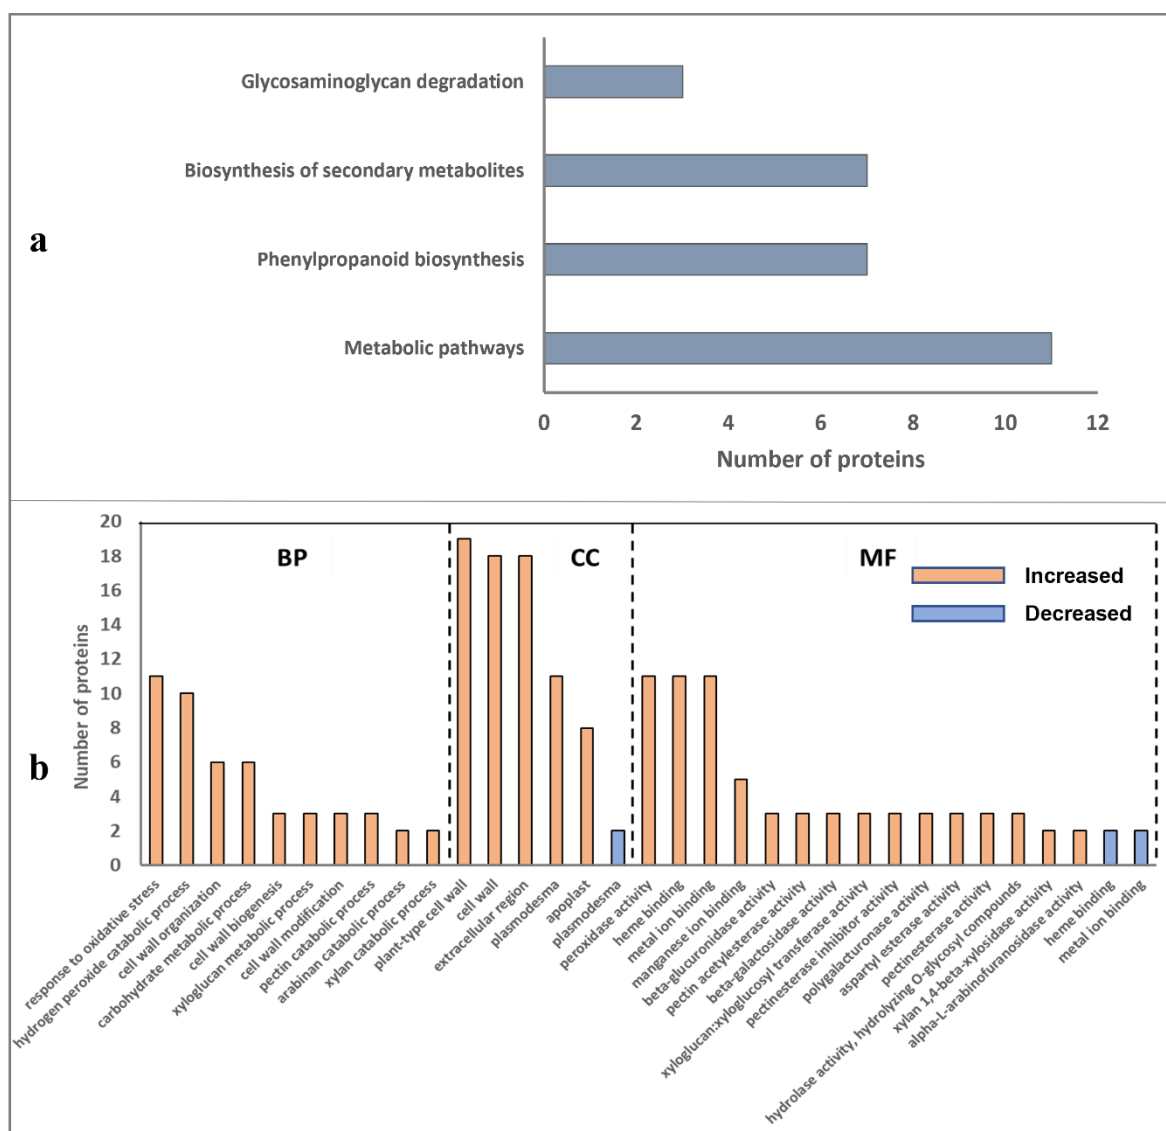 a
Glycosaminoglycan degradation
Biosynthesis of secondary metabolites
Phenylpropanoid biosynthesis
Metabolic pathways
0 2 4 6 8 10 12
Number of proteins
b
Number of proteins
20
18
16
14
12
10
8
6
4
2
0
BP
CC
MF
Increased
Decreased
response to oxidative stress
hydrogen peroxide catabolic process
cell wall organization
carbohydrate metabolic process
cell wall biogenesis
xyloglucan metabolic process
cell wall modification
pectin catabolic process
arabinan catabolic process
xylan catabolic process
plant-type cell wall
cell wall
extracellular region
plasmodesma
apoplast
plasmodesma
peroxidase activity
heme binding
metal ion binding
manganese ion binding
beta-glucuronidase activity
pectin acetylesterase activity
beta-galactosidase activity
xyloglucan:xyloglucosyl transferase activity
pectinesterase inhibitor activity
polygalacturonase activity
aspartyl esterase activity
pectinesterase activity
hydrolase activity, hydrolyzing O-glycosyl compounds
xylan 1,4-beta-xylosidase activity
alpha-L-arabinofuranosidase activity
heme binding
metal ion binding